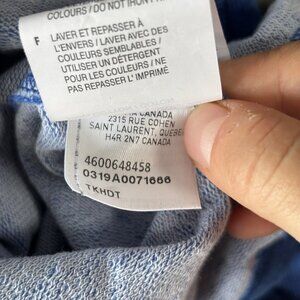 COLOURS / DO NOT IRON PRINT
F LAVER ET REPASSER À
L'ENVERS / LAVER AVEC DES
COULEURS SEMBLABLES /
UTILISER UN DÉTERGENT
POUR LES COULEURS / NE
PAS REPASSER L'IMPRIMÉ
CANADA
2315 RUE COHEN
SAINT LAURENT, QUEBEC
H4R 2N7 CANADA
4600648458
0319A0071666
TKHDT